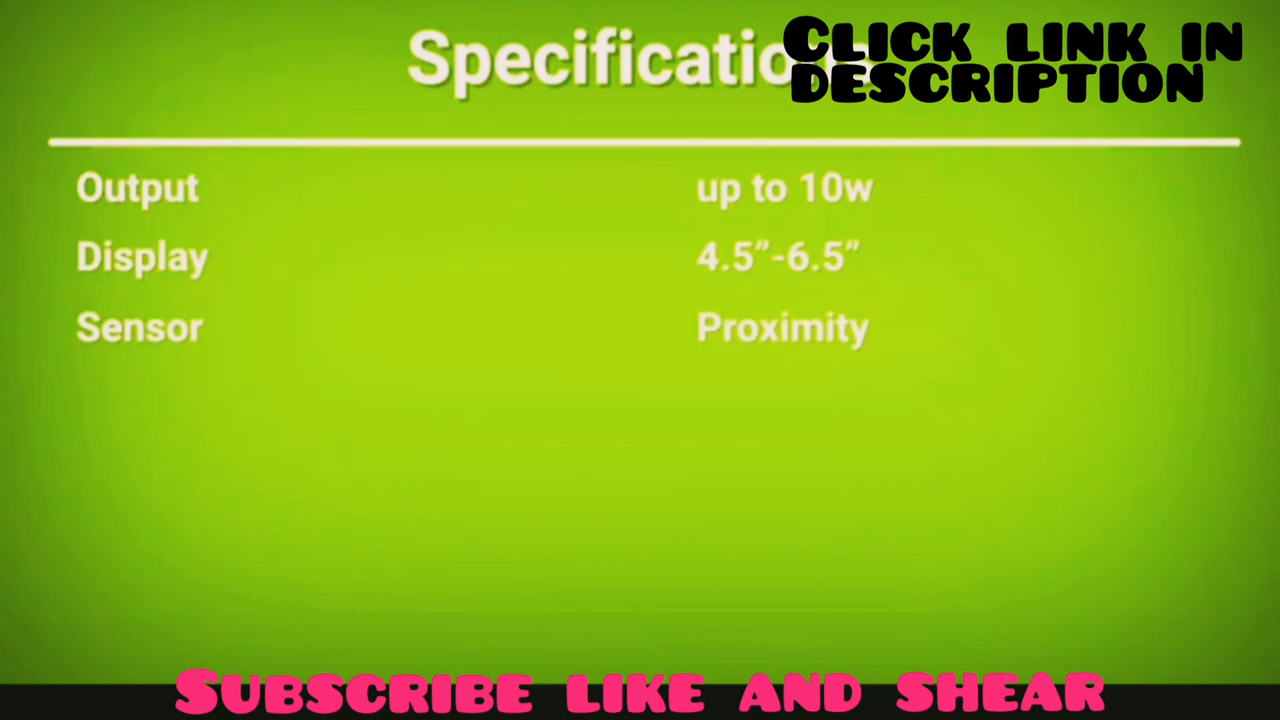 Specifications
CLICK LINK IN
DESCRIPTION
Output up to 10w
Display 4.5”-6.5”
Sensor Proximity
SUBSCRIBE LIKE AND SHEAR